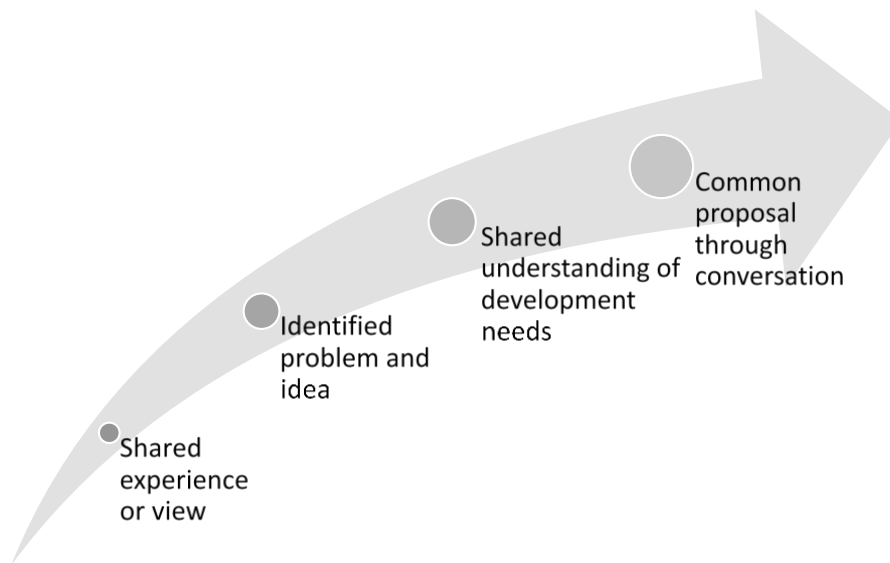 Shared
experience
or view
Identified
problem and
idea
Shared
understanding of
development
needs
Common
proposal
through
conversation